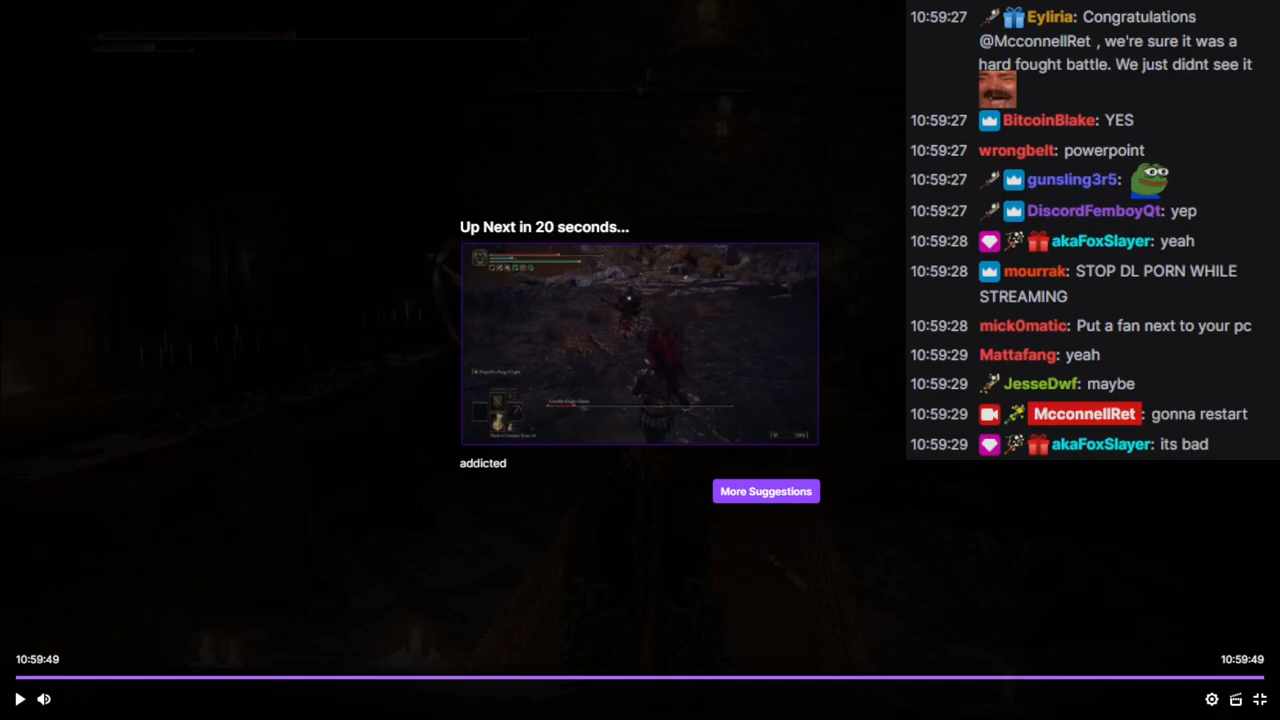 10:59:27 Eyliria: Congratulations
@McconnellRet , we're sure it was a
hard fought battle. We just didnt see it
10:59:27 BitcoinBlake: YES
10:59:27 wrongbelt: powerpoint
10:59:27 gunsling3r5:
10:59:27 DiscordFemboyQt: yep
10:59:28 akaFoxSlayer: yeah
10:59:28 mourrak: STOP DL PORN WHILE
STREAMING
10:59:28 mick0matic: Put a fan next to your pc
10:59:29 Mattafang: yeah
10:59:29 JesseDwf: maybe
10:59:29 McconnellRet : gonna restart
10:59:29 akaFoxSlayer: its bad
Up Next in 20 seconds...
addicted
More Suggestions
10:59:49 10:59:49